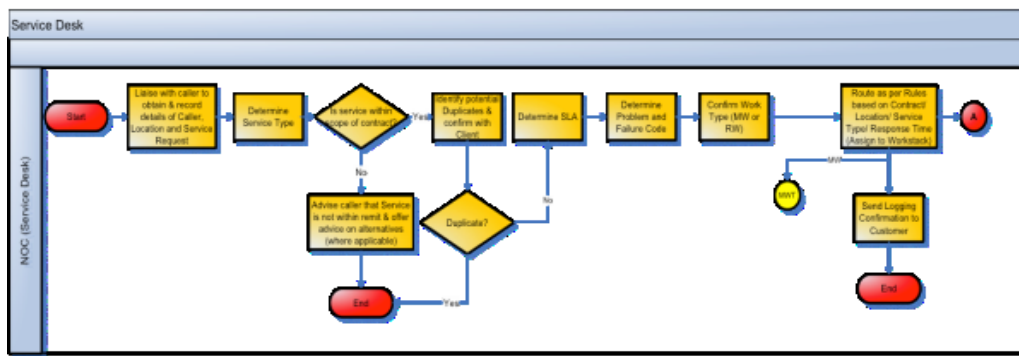 Service Desk
NOC (Service Desk)
Start
Liaise with caller to
obtain & record
details of Caller,
Location and Service
Request
Determine
Service Type
Is service within
scope of contract?
Yes
Identify potential
Duplicates &
confirm with
Client
Determine SLA
Determine
Problem and
Failure Code
Confirm Work
Type (MW or
RW)
Route as per Rules
based on Contract/
Location/ Service
Type/ Response Time
(Assign to Workstack)
A
No
MW
MWT
Advise caller that Service
is not within remit & offer
advice on alternatives
(where applicable)
Duplicate?
No
Send Logging
Confirmation to
Customer
Yes
End
End